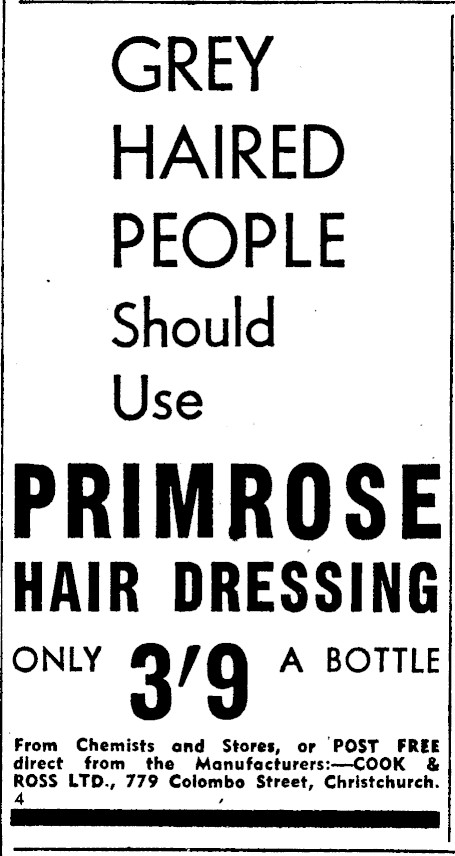 GREY
HAIRED
PEOPLE
Should
Use
PRIMROSE
HAIR DRESSING
ONLY 3'9 A BOTTLE
From Chemists and Stores, or POST FREE
direct from the Manufacturers:—COOK &
ROSS LTD., 779 Colombo Street, Christchurch.
4